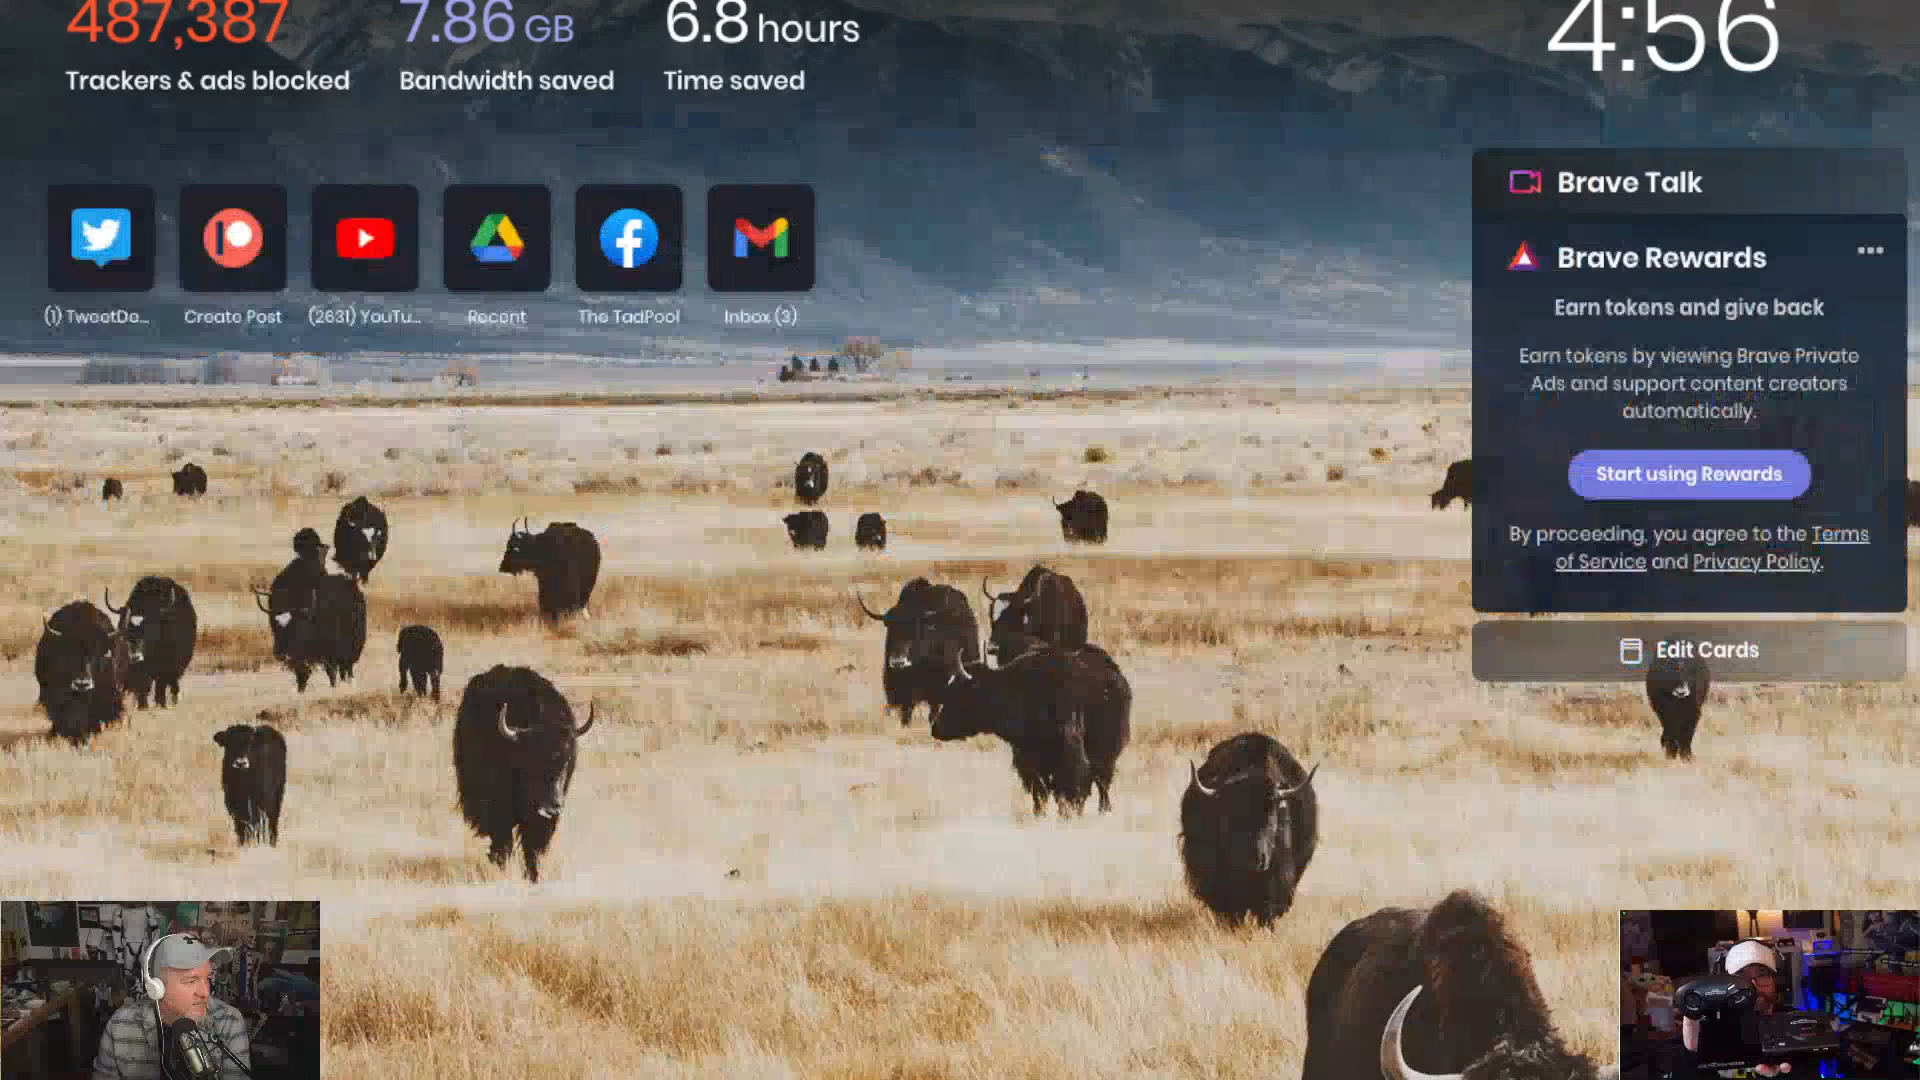 487,387
Trackers & ads blocked
7.86 GB
Bandwidth saved
6.8 hours
Time saved
4:56
(1) TweetDe...
Create Post
(2631) YouTu...
Recent
The TadPool
Inbox (3)
Brave Talk
Brave Rewards
Earn tokens and give back
Earn tokens by viewing Brave Private
Ads and support content creators
automatically.
Start using Rewards
By proceeding, you agree to the Terms
of Service and Privacy Policy.
Edit Cards